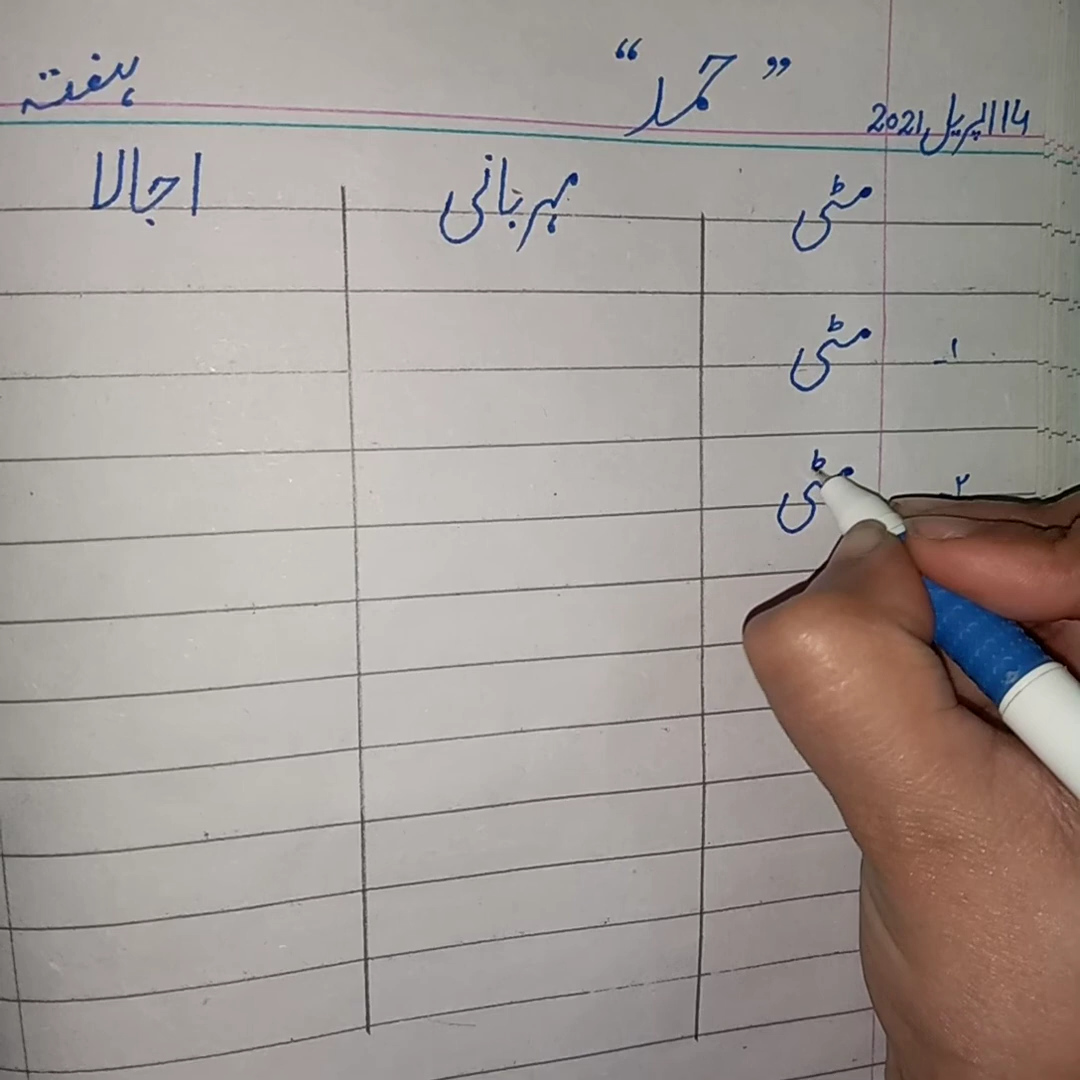 14 اپریل 2021 "حمد" ہفتہ
مٹی مہربانی اجالا
۱۔ مٹی
۲۔ مٹی